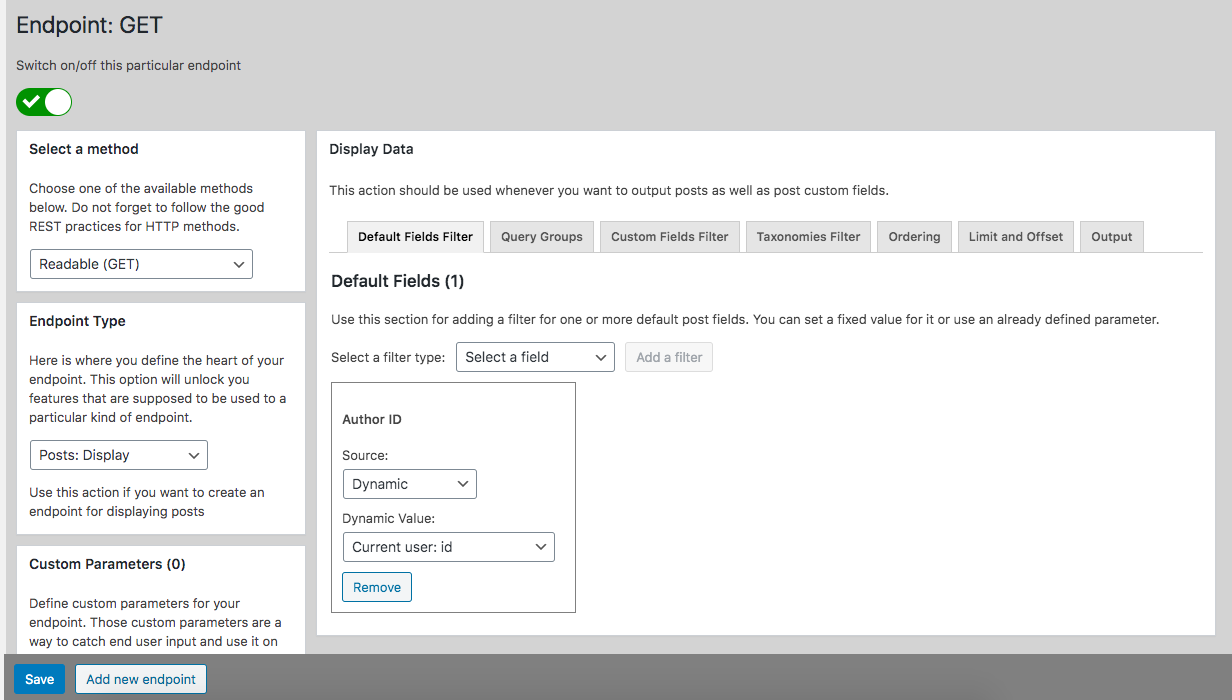 Endpoint: GET
Switch on/off this particular endpoint
Select a method
Choose one of the available methods
below. Do not forget to follow the good
REST practices for HTTP methods.
Readable (GET)
Endpoint Type
Here is where you define the heart of your
endpoint. This option will unlock you
features that are supposed to be used to a
particular kind of endpoint.
Posts: Display
Use this action if you want to create an
endpoint for displaying posts
Custom Parameters (0)
Define custom parameters for your
endpoint. Those custom parameters are a
way to catch end user input and use it on
Display Data
This action should be used whenever you want to output posts as well as post custom fields.
Default Fields Filter
Query Groups
Custom Fields Filter
Taxonomies Filter
Ordering
Limit and Offset
Output
Default Fields (1)
Use this section for adding a filter for one or more default post fields. You can set a fixed value for it or use an already defined parameter.
Select a filter type:
Select a field
Add a filter
Author ID
Source:
Dynamic
Dynamic Value:
Current user: id
Remove
Save
Add new endpoint